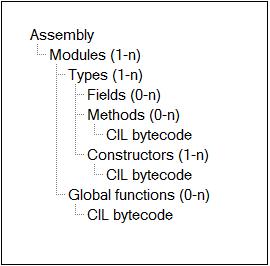 Assembly
Modules (1-n)
Types (1-n)
Fields (0-n)
Methods (0-n)
CIL bytecode
Constructors (1-n)
CIL bytecode
Global functions (0-n)
CIL bytecode